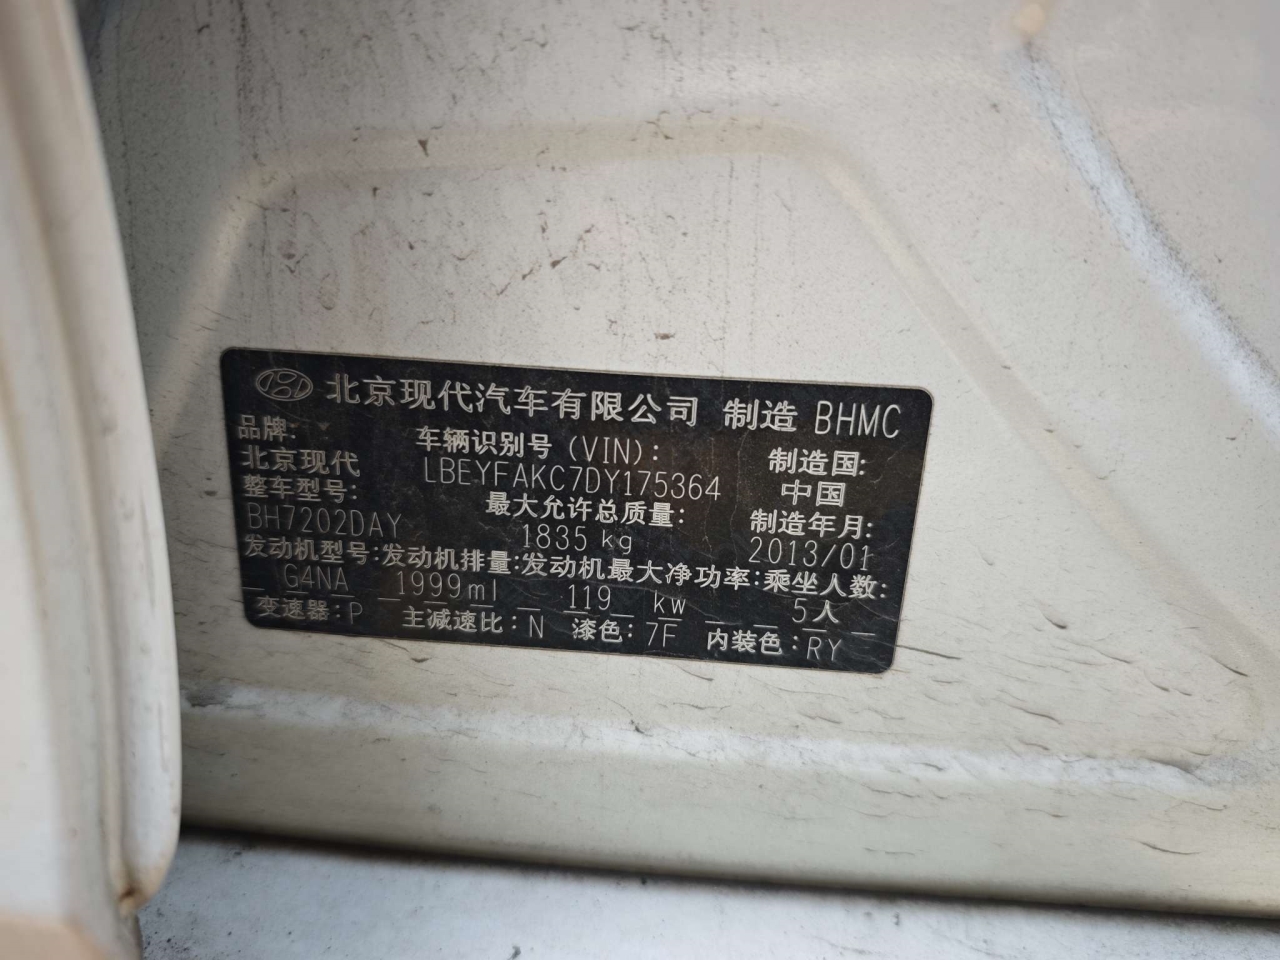 北京现代汽车有限公司 制造 BHMC
品牌: 车辆识别号 (VIN): 制造国:
北京现代 LBEYFAKC7DY175364 中国
整车型号: 最大允许总质量: 制造年月:
BH7202DAY 1835 kg 2013/01
发动机型号: 发动机排量: 发动机最大净功率: 乘坐人数:
G4NA 1999ml 119 kw 5人
变速器: P 主减速比: N 漆色: 7F 内装色: RY